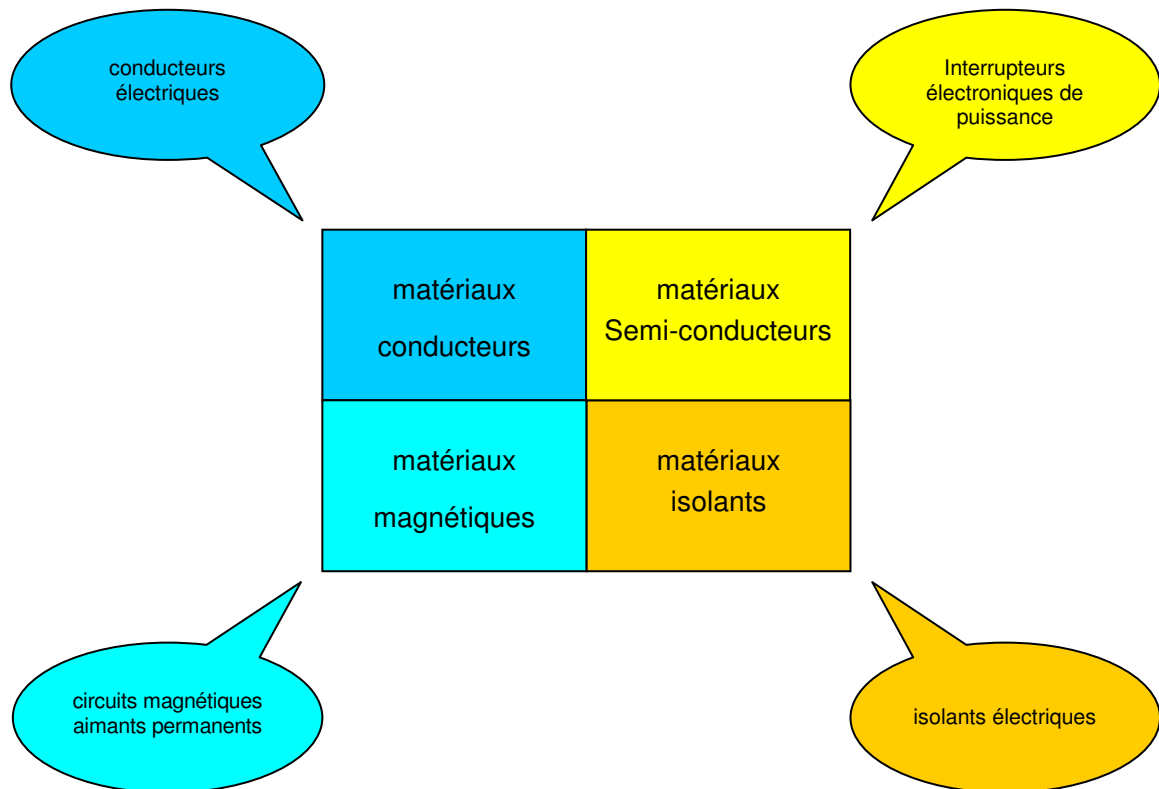 conducteurs
électriques
Interrupteurs
électroniques de
puissance
matériaux
conducteurs
matériaux
Semi-conducteurs
matériaux
magnétiques
matériaux
isolants
circuits magnétiques
aimants permanents
isolants électriques